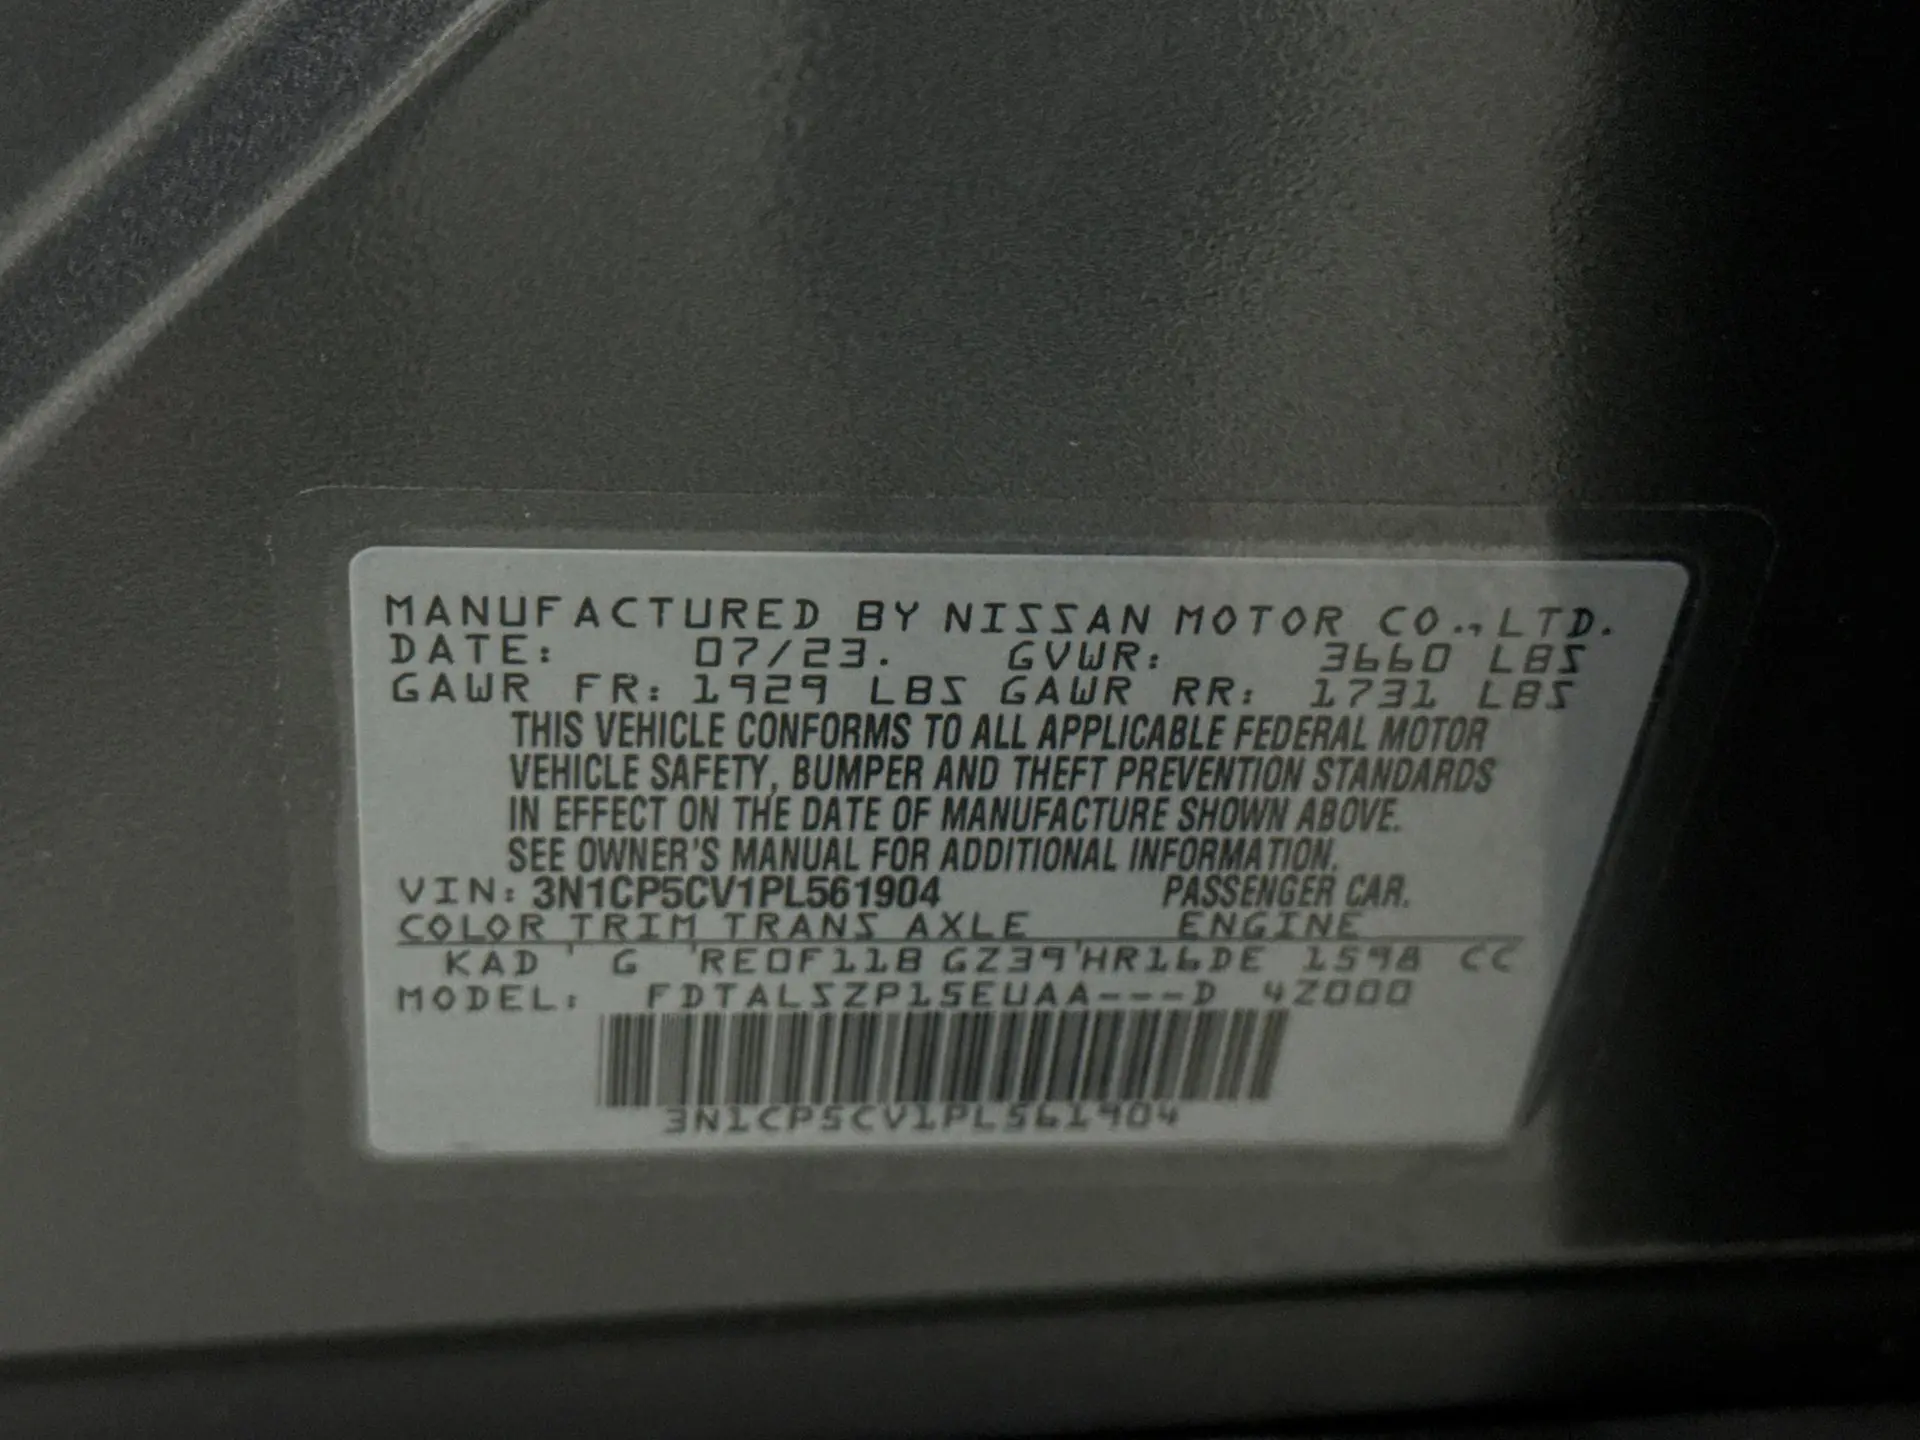 MANUFACTURED BY NISSAN MOTOR CO., LTD.
DATE: 07/23. GVWR: 3660 LBS
GAWR FR: 1929 LBS GAWR RR: 1731 LBS
THIS VEHICLE CONFORMS TO ALL APPLICABLE FEDERAL MOTOR
VEHICLE SAFETY, BUMPER AND THEFT PREVENTION STANDARDS
IN EFFECT ON THE DATE OF MANUFACTURE SHOWN ABOVE.
SEE OWNER'S MANUAL FOR ADDITIONAL INFORMATION.
VIN: 3N1CP5CV1PL561904 PASSENGER CAR.
COLOR TRIM TRANS AXLE ENGINE
KAD ' G 'RE0F11B GZ39'HR16DE 1598 CC
MODEL: FDTALSZP15EUAA---D 4Z000
3N1CP5CV1PL561904